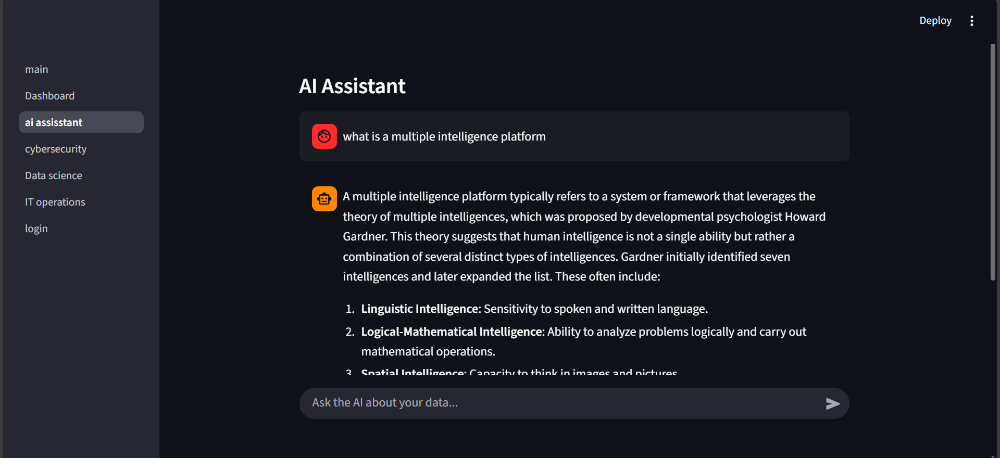 Deploy
main
Dashboard
ai assisstant
cybersecurity
Data science
IT operations
login
AI Assistant
what is a multiple intelligence platform
A multiple intelligence platform typically refers to a system or framework that leverages the
theory of multiple intelligences, which was proposed by developmental psychologist Howard
Gardner. This theory suggests that human intelligence is not a single ability but rather a
combination of several distinct types of intelligences. Gardner initially identified seven
intelligences and later expanded the list. These often include:
1. Linguistic Intelligence: Sensitivity to spoken and written language.
2. Logical-Mathematical Intelligence: Ability to analyze problems logically and carry out
mathematical operations.
3. Spatial Intelligence: Capacity to think in images and pictures.
Ask the AI about your data...